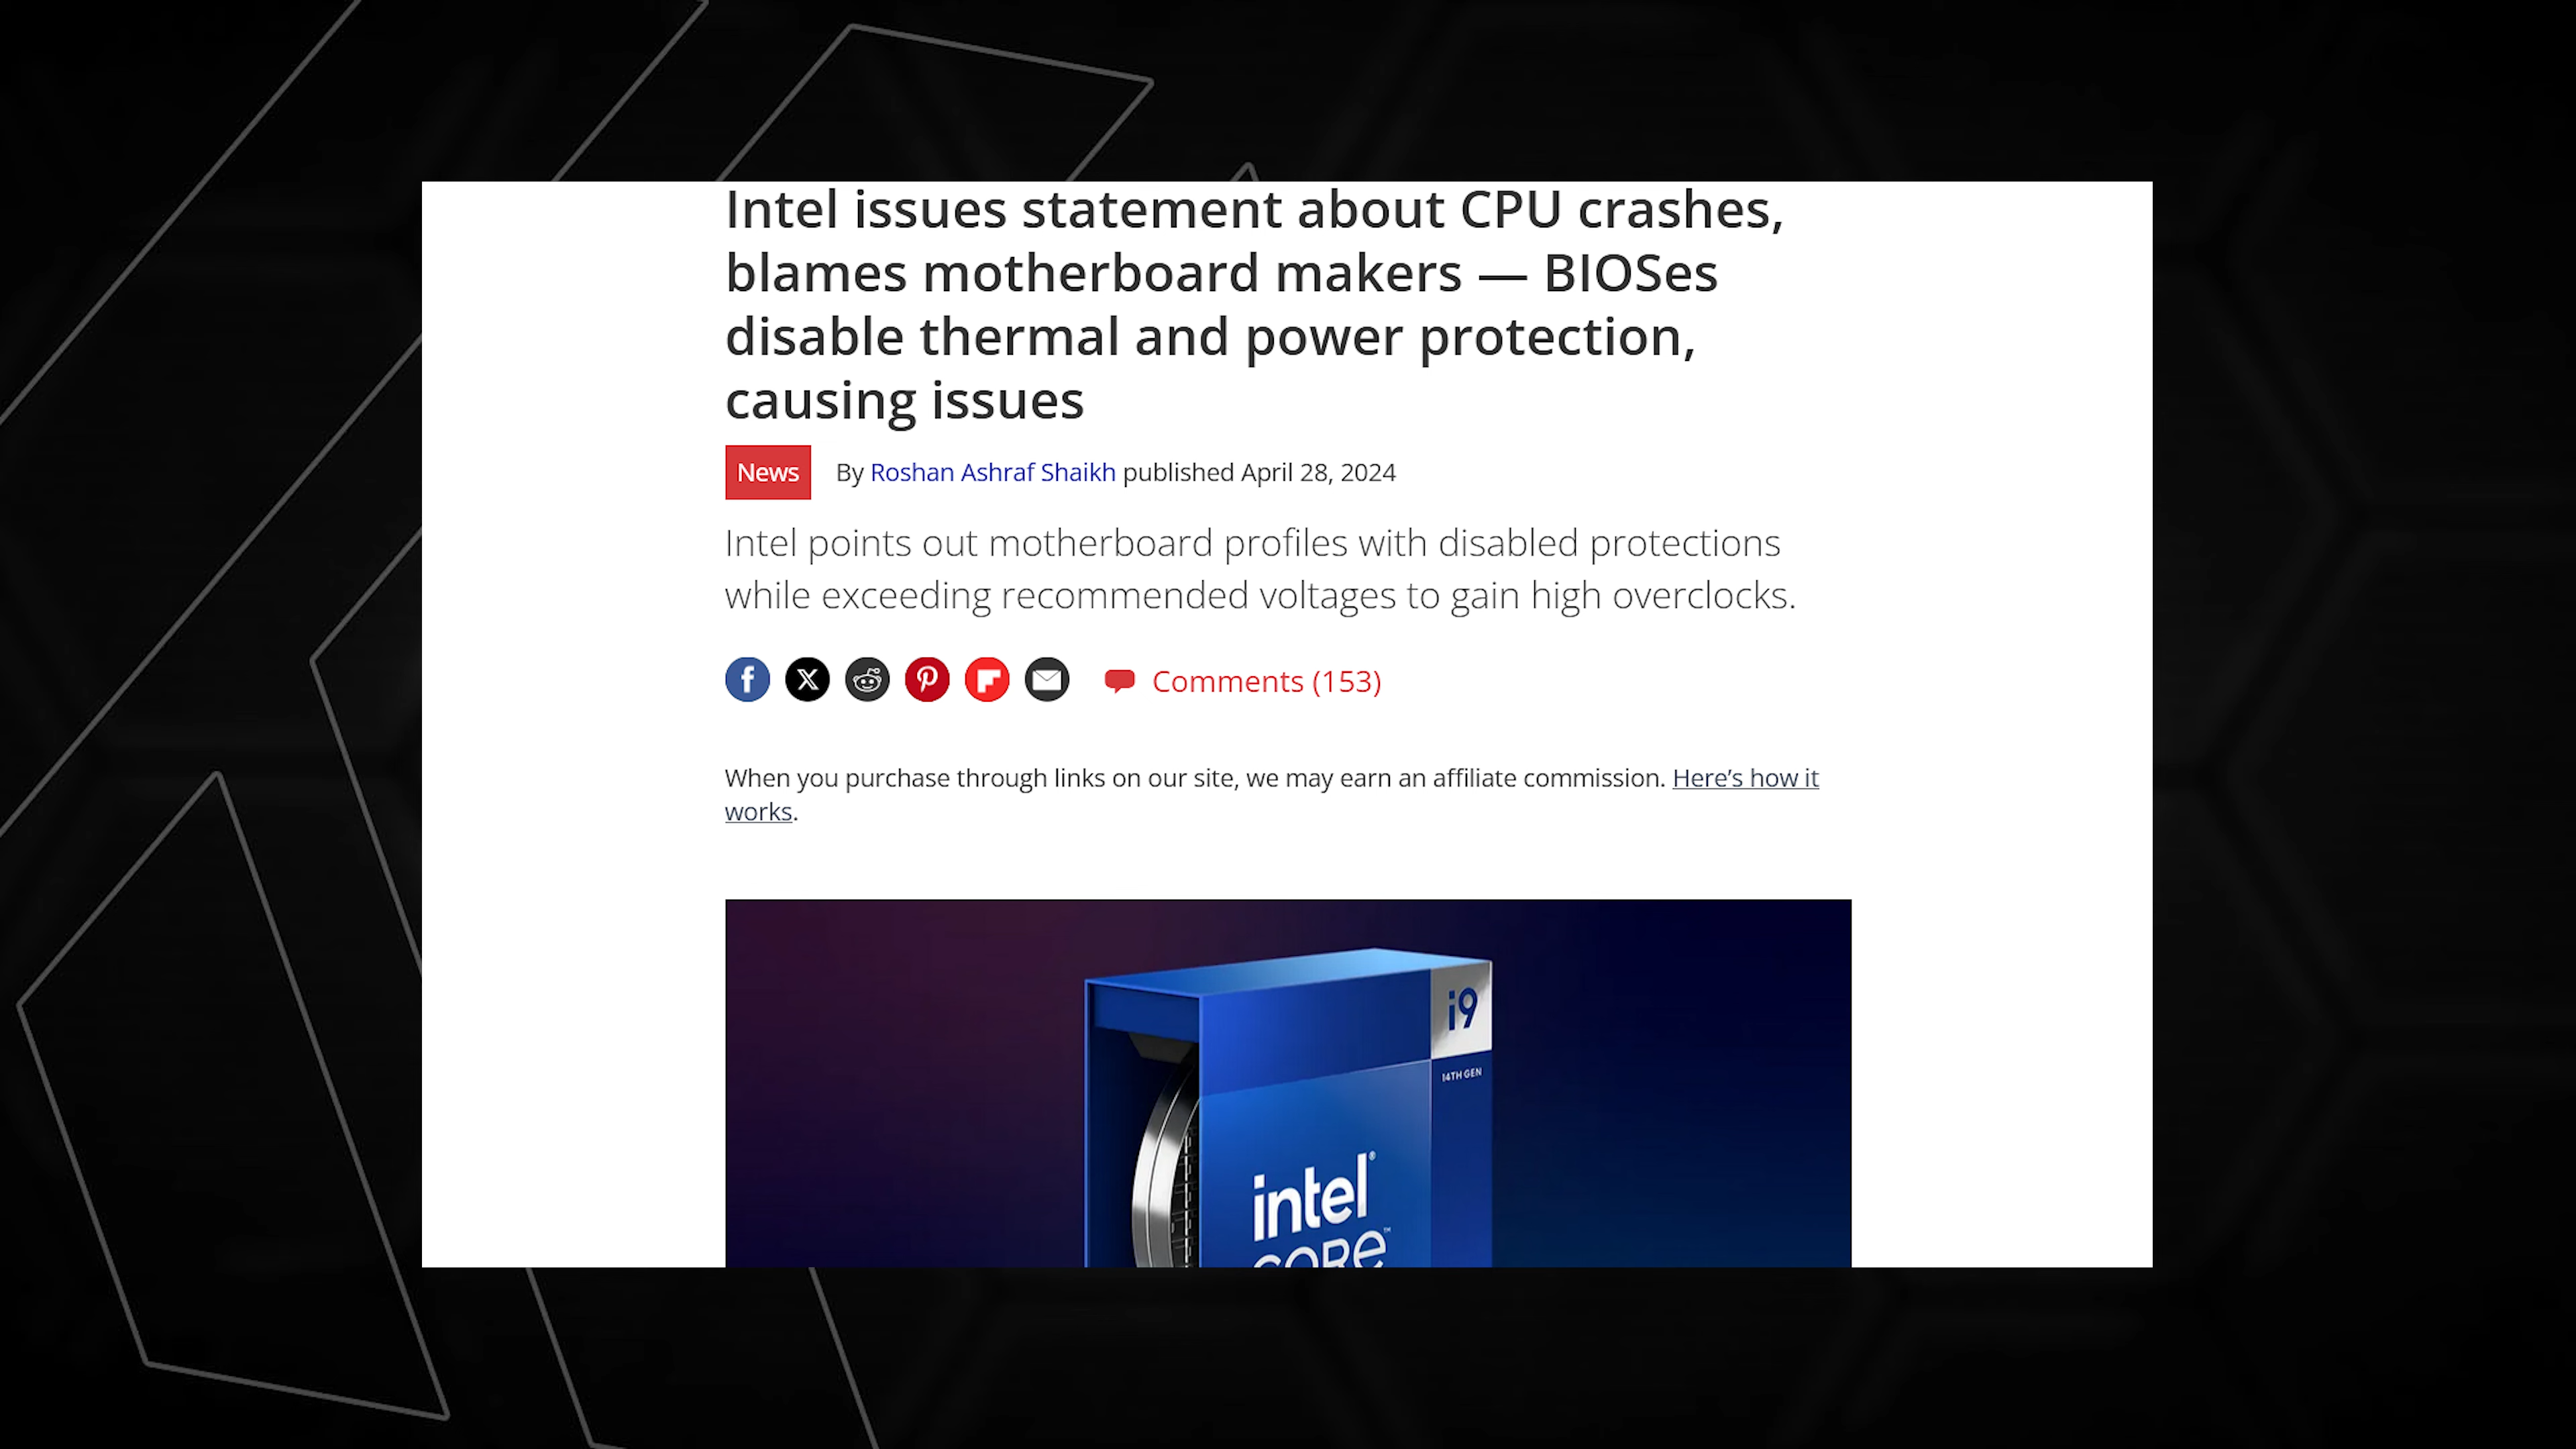 Intel issues statement about CPU crashes,
blames motherboard makers — BIOSes
disable thermal and power protection,
causing issues
News By Roshan Ashraf Shaikh published April 28, 2024
Intel points out motherboard profiles with disabled protections
while exceeding recommended voltages to gain high overclocks.
Comments (153)
When you purchase through links on our site, we may earn an affiliate commission. Here's how it
works.
i9
14TH GEN
intel
CORE